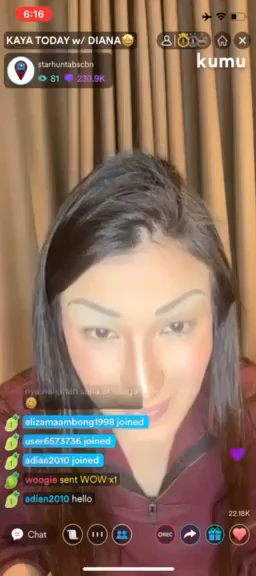 6:16
KAYA TODAY w/ DIANA🤩
starhuntabscbn
81 230.9K
kumu
elizamaambong1998 joined
user6573736 joined
adian2010 joined
woogie sent WOW x1
adian2010 hello
22.18K
Chat
REC